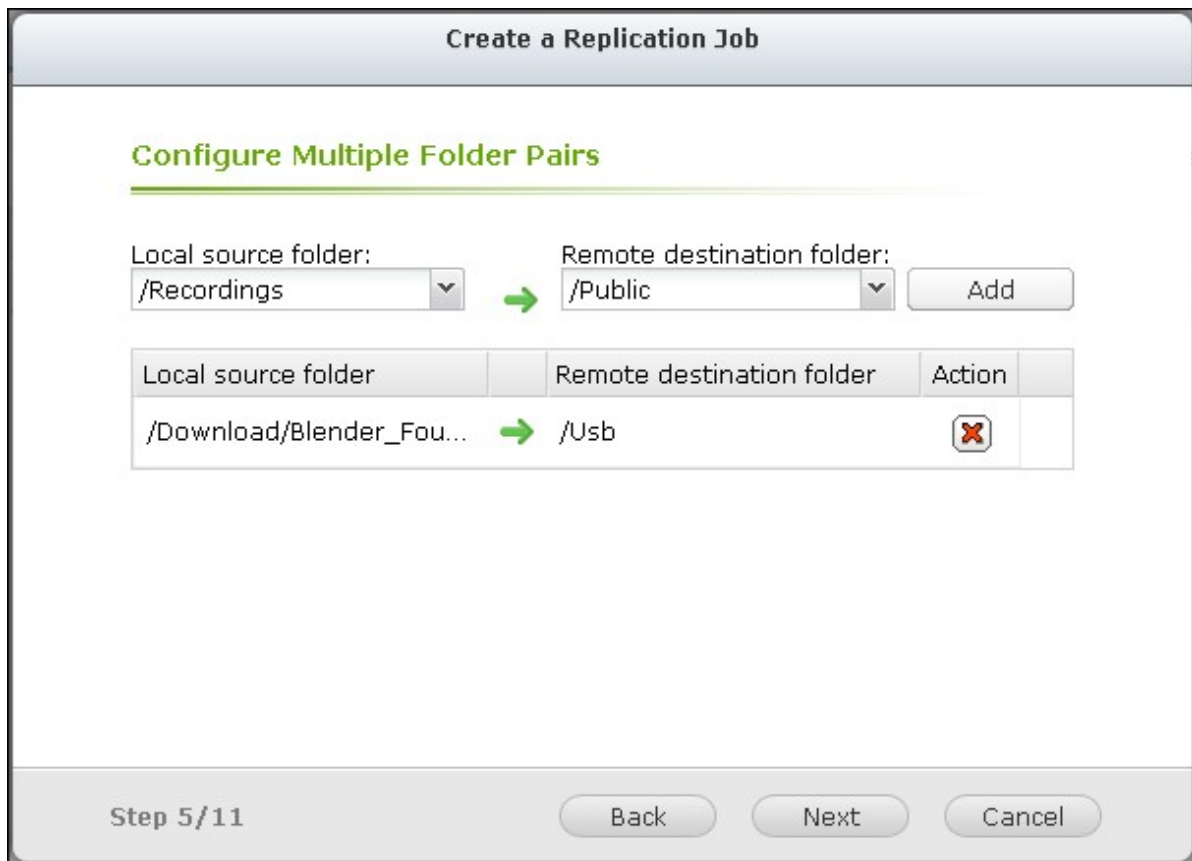 Create a Replication Job
Configure Multiple Folder Pairs
Local source folder: Remote destination folder:
/Recordings /Public Add
Local source folder Remote destination folder Action
/Download/Blender_Fou... /Usb
Step 5/11 Back Next Cancel